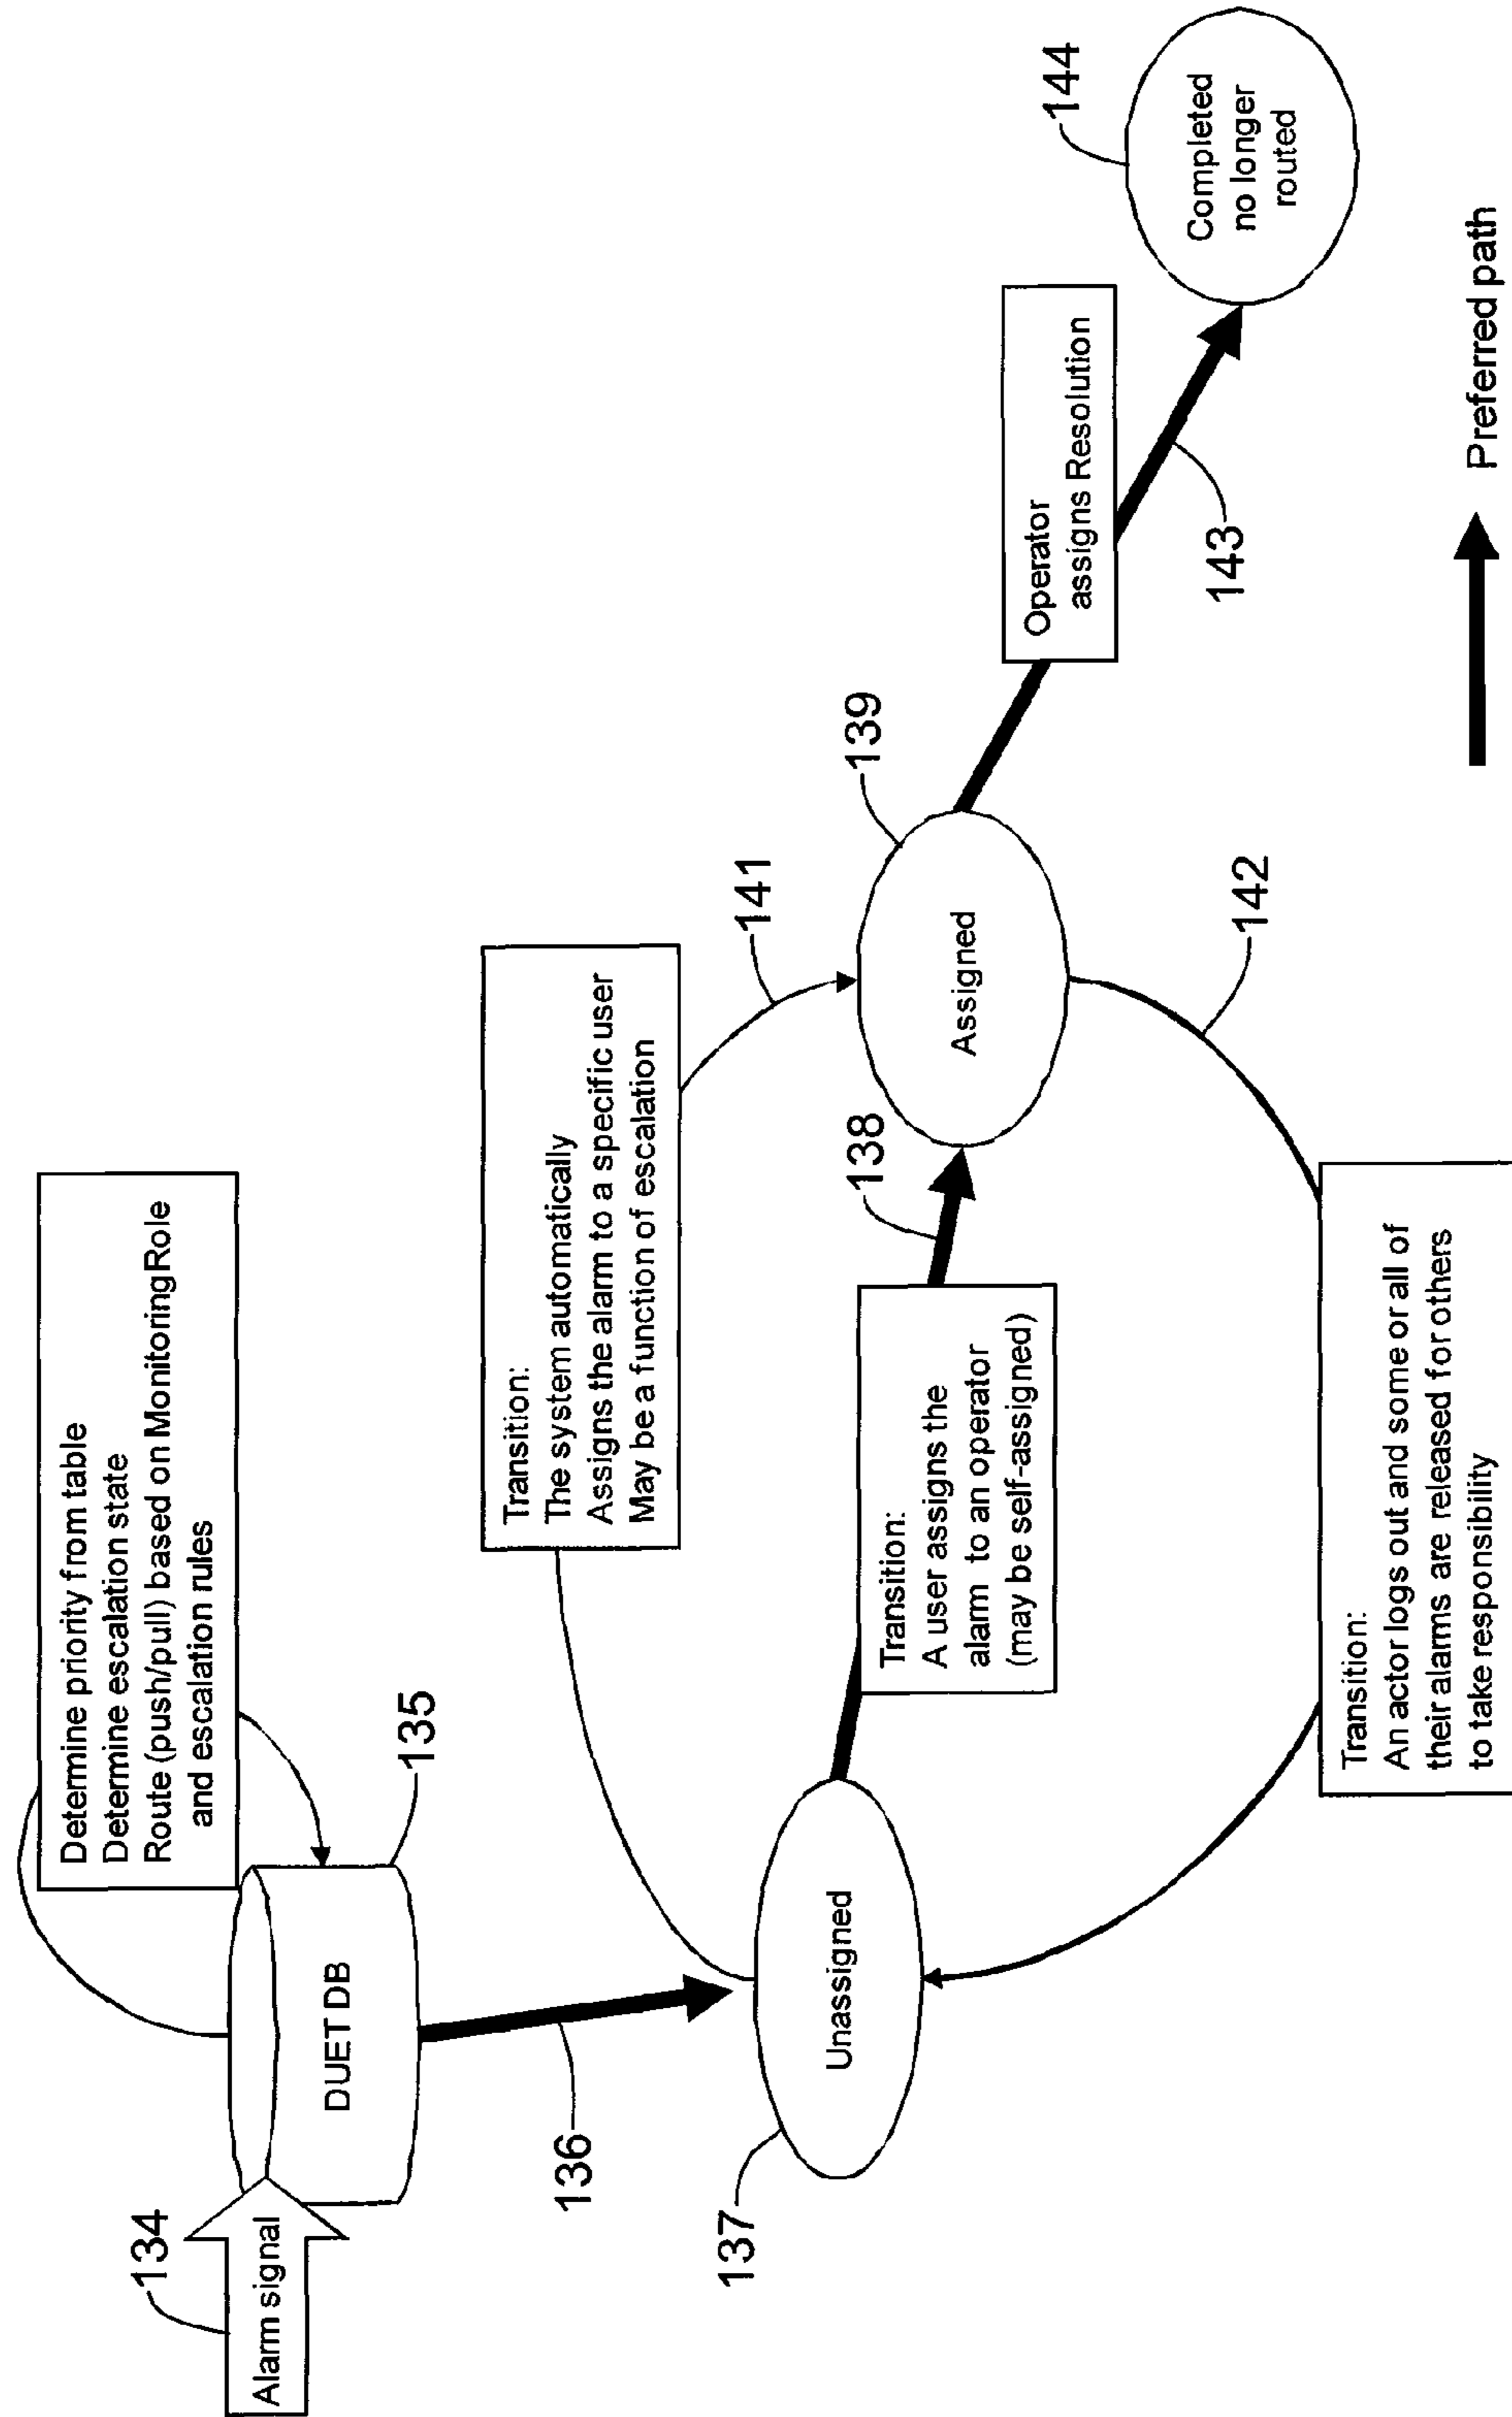 134
Alarm signal
DUET DB
135
Determine priority from table
Determine escalation state
Route (push/pull) based on Monitoring Role
and escalation rules
136
137
Unassigned
Transition:
The system automatically
Assigns the alarm to a specific user
May be a function of escalation
141
Transition:
A user assigns the
alarm to an operator
(may be self-assigned)
138
139
Assigned
142
Transition:
An actor logs out and some or all of
their alarms are released for others
to take responsibility
Operator
assigns Resolution
143
144
Completed
no longer
routed
Preferred path